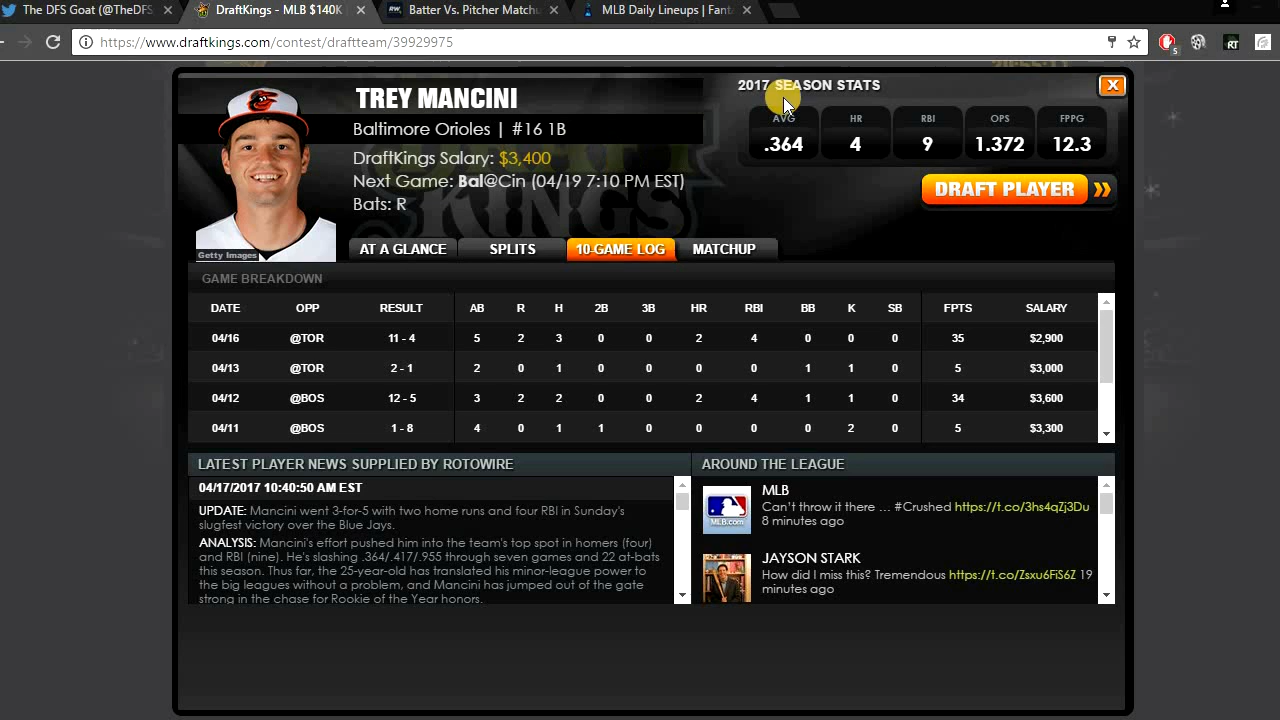 The DFS Goat (@TheDFS
DraftKings - MLB $140K
Batter Vs. Pitcher Matchu
MLB Daily Lineups | Fant
https://www.draftkings.com/contest/draftteam/39929975
TREY MANCINI
Baltimore Orioles | #16 1B
DraftKings Salary: $3,400
Next Game: Bal@Cin (04/19 7:10 PM EST)
Bats: R
Getty Images
2017 SEASON STATS
AVG HR RBI OPS FPPG
.364 4 9 1.372 12.3
DRAFT PLAYER
AT A GLANCE SPLITS 10-GAME LOG MATCHUP
GAME BREAKDOWN
DATE OPP RESULT AB R H 2B 3B HR RBI BB K SB FPTS SALARY
04/16 @TOR 11 - 4 5 2 3 0 0 2 4 0 0 0 35 $2,900
04/13 @TOR 2 - 1 2 0 1 0 0 0 0 1 1 0 5 $3,000
04/12 @BOS 12 - 5 3 2 2 0 0 2 4 1 1 0 34 $3,600
04/11 @BOS 1 - 8 4 0 1 1 0 0 0 0 2 0 5 $3,300
LATEST PLAYER NEWS SUPPLIED BY ROTOWIRE
04/17/2017 10:40:50 AM EST
UPDATE: Mancini went 3-for-5 with two home runs and four RBI in Sunday's
slugfest victory over the Blue Jays.
ANALYSIS: Mancini's effort pushed him into the team's top spot in homers (four)
and RBI (nine). He's slashing .364/.417/.955 through seven games and 22 at-bats
this season. Thus far, the 25-year-old has translated his minor-league power to
the big leagues without a problem, and Mancini has jumped out of the gate
strong in the chase for Rookie of the Year honors.
AROUND THE LEAGUE
MLB.com
MLB
Can't throw it there ... #Crushed https://t.co/3hs4qZj3Du
8 minutes ago
JAYSON STARK
How did I miss this? Tremendous https://t.co/Zsxu6FiS6Z 19
minutes ago